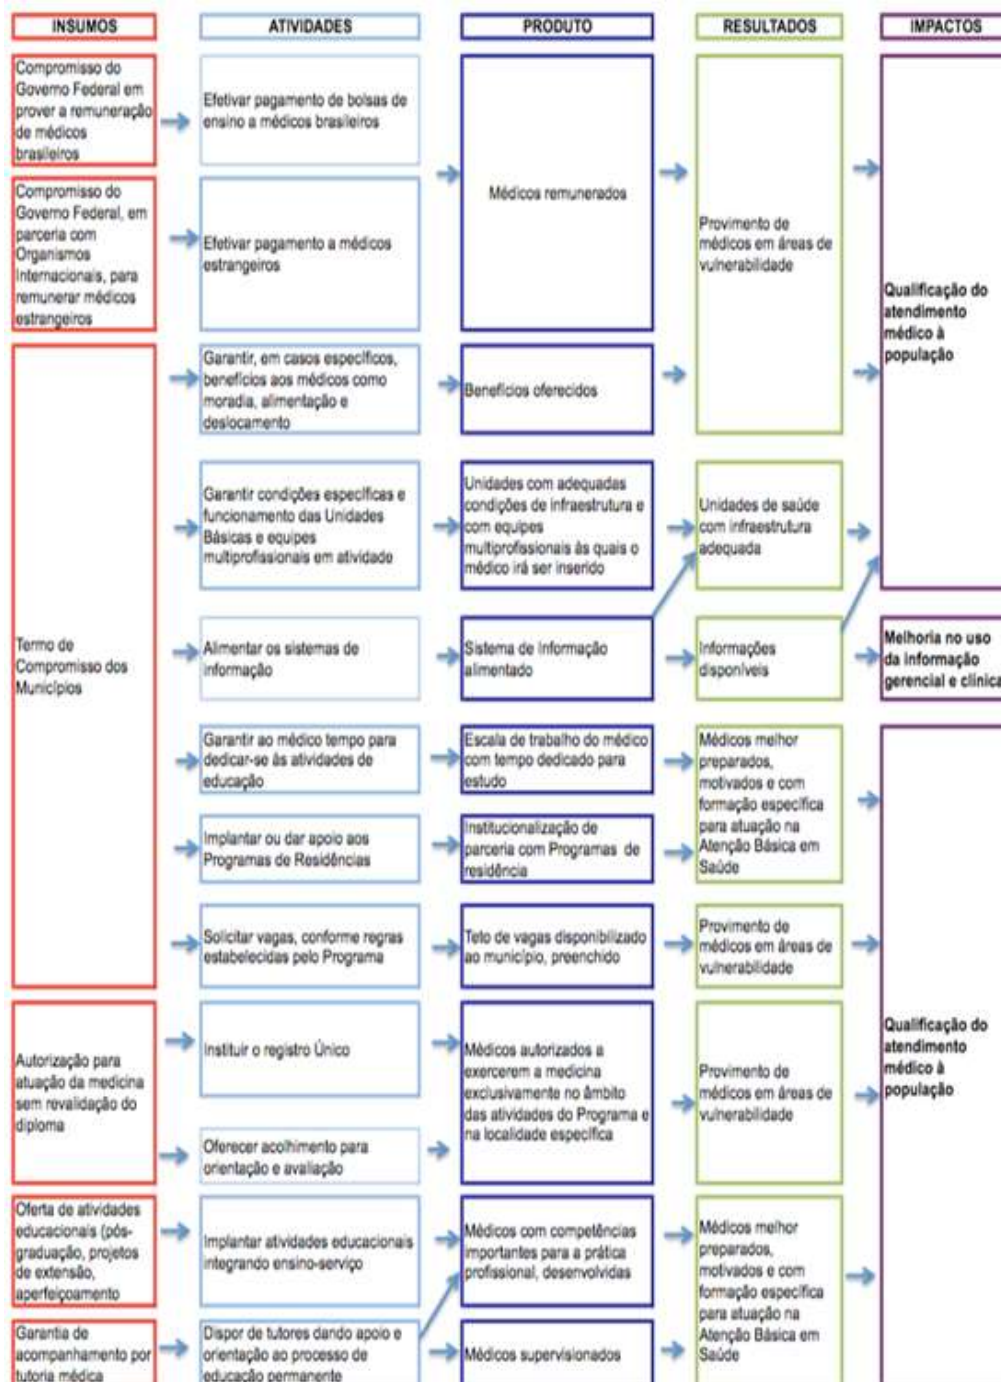 INSUMOS
ATIVIDADES
PRODUTO
RESULTADOS
IMPACTOS
Compromisso do
Governo Federal em
prover a remuneração
de médicos
brasileiros
Efetivar pagamento de bolsas de
ensino a médicos brasileiros
Compromisso do
Governo Federal, em
parceria com
Organismos
Internacionais, para
remunerar médicos
estrangeiros
Efetivar pagamento a médicos
estrangeiros
Médicos remunerados
Provimento de
médicos em áreas de
vulnerabilidade
Qualificação do
atendimento
médico à
população
Termo de
Compromisso dos
Municípios
Garantir, em casos específicos,
benefícios aos médicos como
moradia, alimentação e
deslocamento
Benefícios oferecidos
Garantir condições específicas e
funcionamento das Unidades
Básicas e equipes
multiprofissionais em atividade
Unidades com adequadas
condições de infraestrutura e
com equipes
multiprofissionais às quais o
médico irá ser inserido
Unidades de saúde
com infraestrutura
adequada
Alimentar os sistemas de
informação
Sistema de Informação
alimentado
Informações
disponíveis
Melhoria no uso
da informação
gerencial e clínica
Garantir ao médico tempo para
dedicar-se às atividades de
educação
Escala de trabalho do médico
com tempo dedicado para
estudo
Médicos melhor
preparados,
motivados e com
formação específica
para atuação na
Atenção Básica em
Saúde
Implantar ou dar apoio aos
Programas de Residências
Institucionalização de
parceria com Programas de
residência
Solicitar vagas, conforme regras
estabelecidas pelo Programa
Teto de vagas disponibilizado
ao município, preenchido
Provimento de
médicos em áreas de
vulnerabilidade
Qualificação do
atendimento
médico à
população
Autorização para
atuação da medicina
sem revalidação do
diploma
Instituir o registro Único
Oferecer acolhimento para
orientação e avaliação
Médicos autorizados a
exercerem a medicina
exclusivamente no âmbito
das atividades do Programa e
na localidade específica
Provimento de
médicos em áreas de
vulnerabilidade
Oferta de atividades
educacionais (pós-
graduação, projetos
de extensão,
aperfeiçoamento
Implantar atividades educacionais
integrando ensino-serviço
Médicos com competências
importantes para a prática
profissional, desenvolvidas
Médicos melhor
preparados,
motivados e com
formação específica
para atuação na
Atenção Básica em
Saúde
Garantia de
acompanhamento por
tutoria médica
Dispor de tutores dando apoio e
orientação ao processo de
educação permanente
Médicos supervisionados